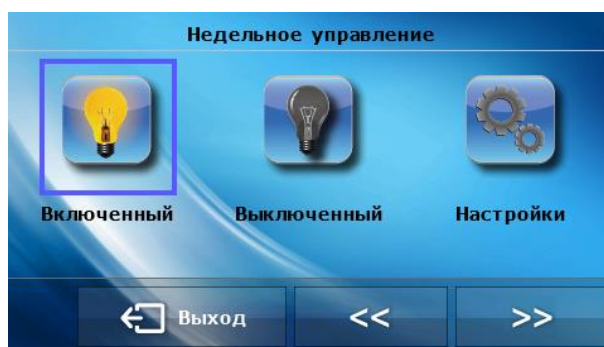 Недельное управление
Включенный Выключенный Настройки
Выход << >>